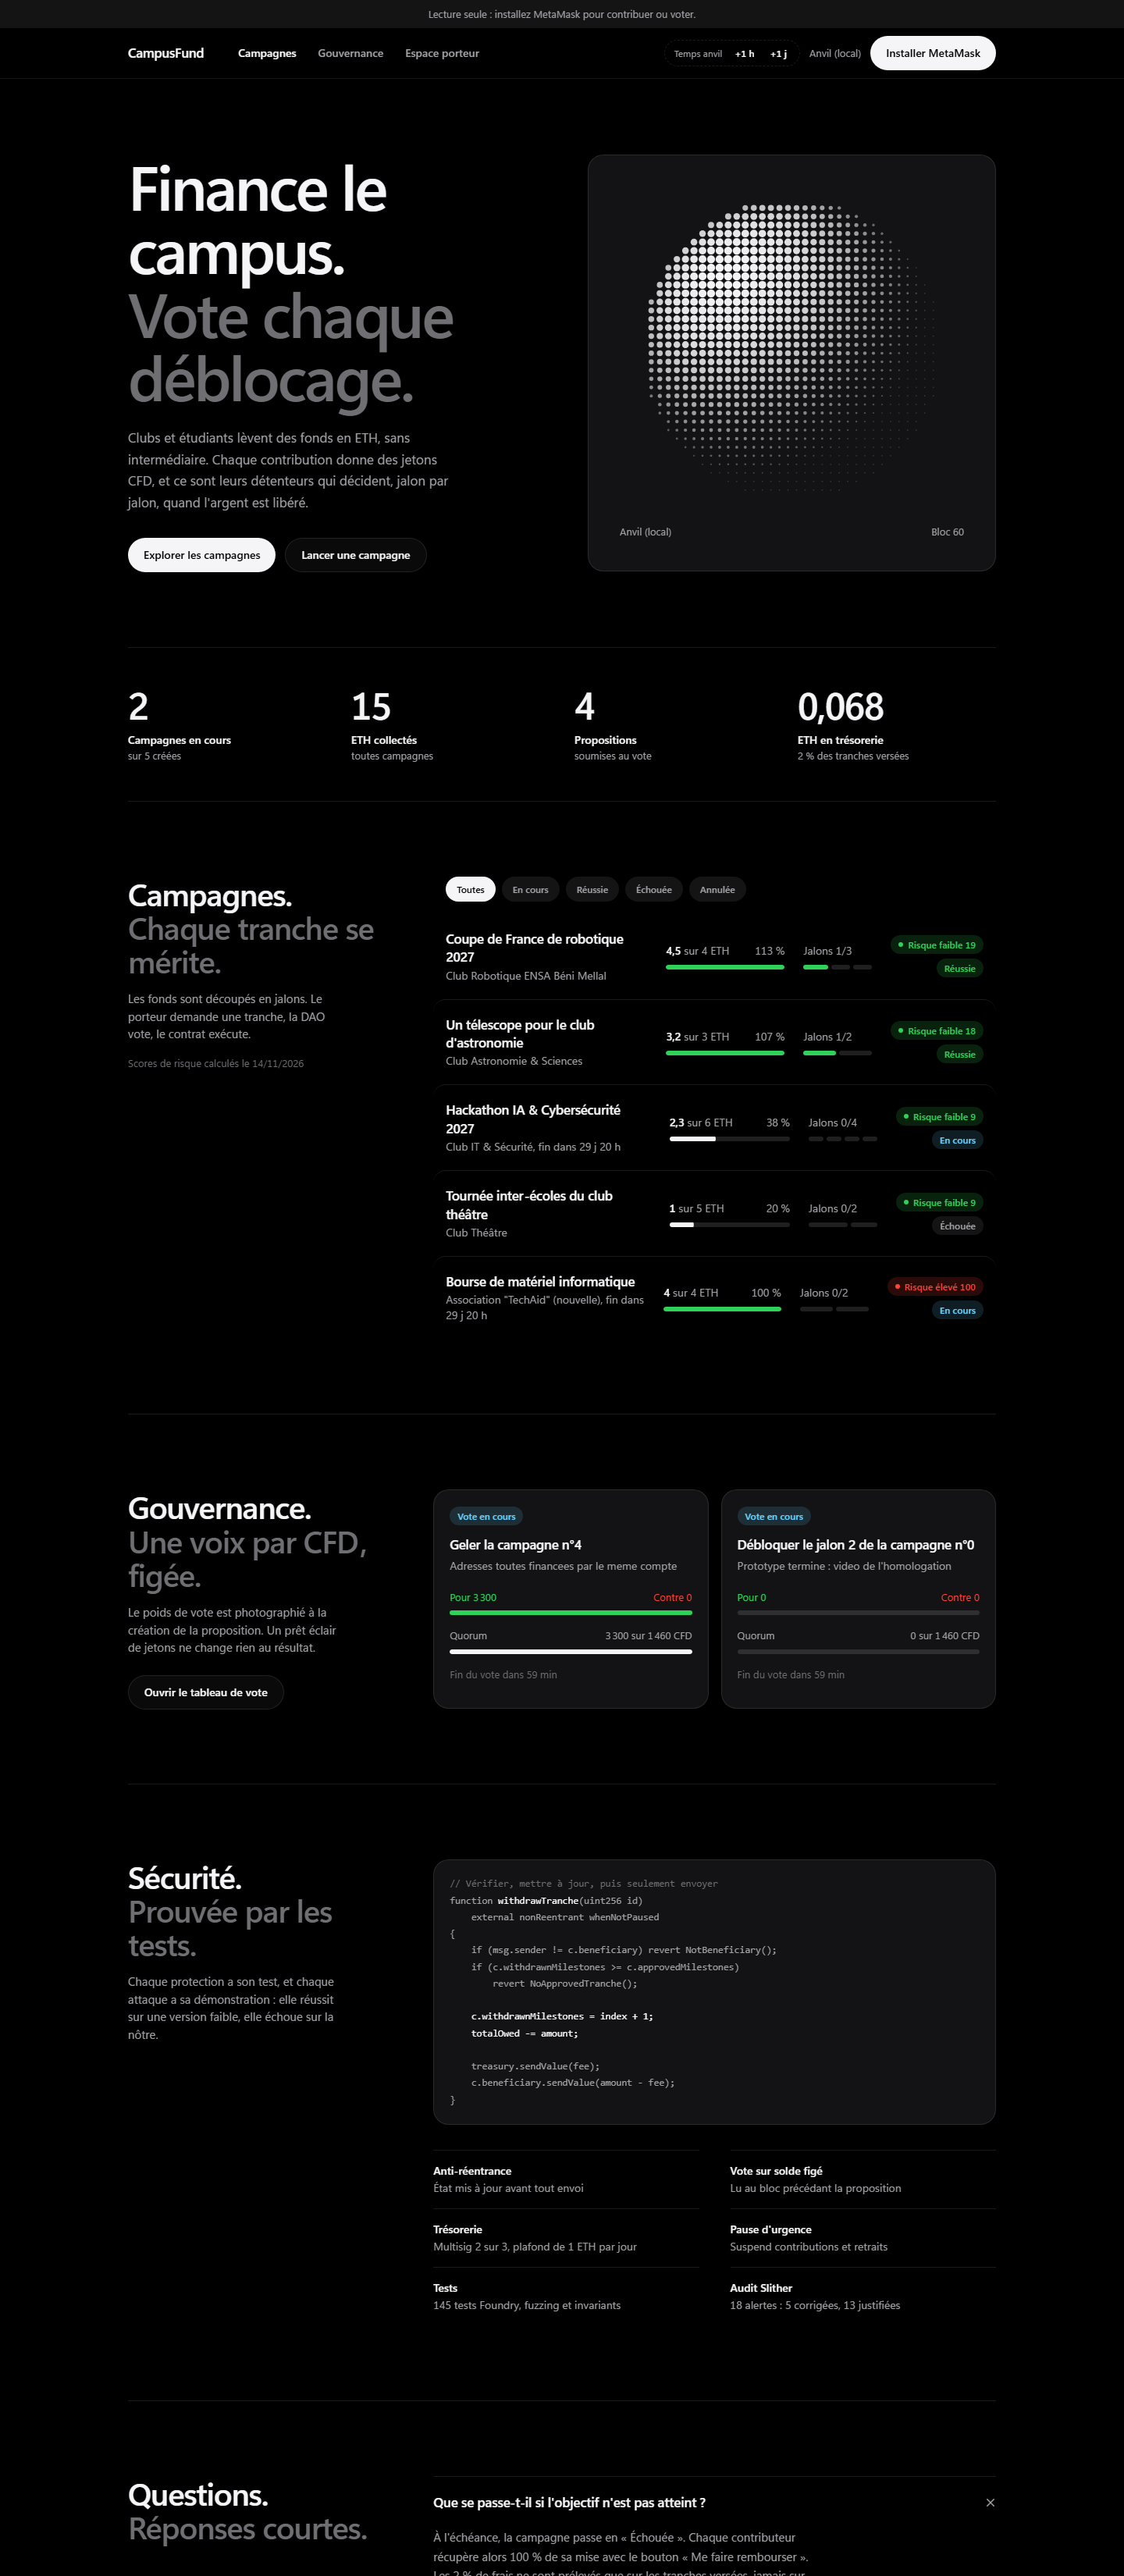 Lecture seule : installez MetaMask pour contribuer ou voter.
CampusFund
Campagnes
Gouvernance
Espace porteur
Temps anvil
+1 h
+1 j
Anvil (local)
Installer MetaMask
Finance le
campus.
Vote chaque
déblocage.
Clubs et étudiants lèvent des fonds en ETH, sans
intermédiaire. Chaque contribution donne des jetons
CFD, et ce sont leurs détenteurs qui décident, jalon par
jalon, quand l'argent est libéré.
Explorer les campagnes
Lancer une campagne
Anvil (local)
Bloc 60
2
Campagnes en cours
sur 5 créées
15
ETH collectés
toutes campagnes
4
Propositions
soumises au vote
0,068
ETH en trésorerie
2 % des tranches versées
Campagnes.
Chaque tranche se
mérite.
Les fonds sont découpés en jalons. Le
porteur demande une tranche, la DAO
vote, le contrat exécute.
Scores de risque calculés le 14/11/2026
Toutes
En cours
Réussie
Échouée
Annulée
Coupe de France de robotique
2027
Club Robotique ENSA Béni Mellal
4,5 sur 4 ETH
113 %
Jalons 1/3
Risque faible 19
Réussie
Un télescope pour le club
d'astronomie
Club Astronomie & Sciences
3,2 sur 3 ETH
107 %
Jalons 1/2
Risque faible 18
Réussie
Hackathon IA & Cybersécurité
2027
Club IT & Sécurité, fin dans 29 j 20 h
2,3 sur 6 ETH
38 %
Jalons 0/4
Risque faible 9
En cours
Tournée inter-écoles du club
théâtre
Club Théâtre
1 sur 5 ETH
20 %
Jalons 0/2
Risque faible 9
Échouée
Bourse de matériel informatique
Association "TechAid" (nouvelle), fin dans
29 j 20 h
4 sur 4 ETH
100 %
Jalons 0/2
Risque élevé 100
En cours
Gouvernance.
Une voix par CFD,
figée.
Le poids de vote est photographié à la
création de la proposition. Un prêt éclair
de jetons ne change rien au résultat.
Ouvrir le tableau de vote
Vote en cours
Geler la campagne n°4
Adresses toutes financees par le meme compte
Pour 3 300
Contre 0
Quorum
3 300 sur 1 460 CFD
Fin du vote dans 59 min
Vote en cours
Débloquer le jalon 2 de la campagne n°0
Prototype termine : video de l'homologation
Pour 0
Contre 0
Quorum
0 sur 1 460 CFD
Fin du vote dans 59 min
Sécurité.
Prouvée par les
tests.
Chaque protection a son test, et chaque
attaque a sa démonstration : elle réussit
sur une version faible, elle échoue sur la
nôtre.
// Vérifier, mettre à jour, puis seulement envoyer
function withdrawTranche(uint256 id)
external nonReentrant whenNotPaused
{
if (msg.sender != c.beneficiary) revert NotBeneficiary();
if (c.withdrawnMilestones >= c.approvedMilestones)
revert NoApprovedTranche();
c.withdrawnMilestones = index + 1;
totalOwed -= amount;
treasury.sendValue(fee);
c.beneficiary.sendValue(amount - fee);
}
Anti-réentrance
État mis à jour avant tout envoi
Vote sur solde figé
Lu au bloc précédant la proposition
Trésorerie
Multisig 2 sur 3, plafond de 1 ETH par jour
Pause d'urgence
Suspend contributions et retraits
Tests
145 tests Foundry, fuzzing et invariants
Audit Slither
18 alertes : 5 corrigées, 13 justifiées
Questions.
Réponses courtes.
Que se passe-t-il si l'objectif n'est pas atteint ?
À l'échéance, la campagne passe en « Échouée ». Chaque contributeur
récupère alors 100 % de sa mise avec le bouton « Me faire rembourser ».
Les 2 % de frais ne sont prélevés que sur les tranches versées, jamais sur